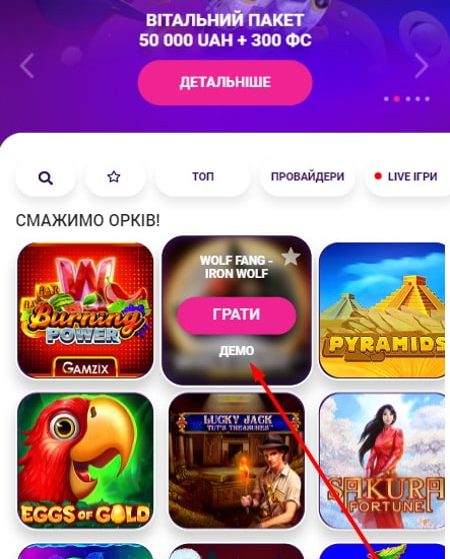 ВІТАЛЬНИЙ ПАКЕТ
50 000 UAH + 300 ФС
ДЕТАЛЬНІШЕ
ТОП
ПРОВАЙДЕРИ
LIVE ІГРИ
СМАЖИМО ОРКІВ!
Burning
POWER
GAMZIX
WOLF FANG -
IRON WOLF
ГРАТИ
ДЕМО
PYRAMIDS
EGGS OF GOLD
LUCKY JACK
TUT'S TREASURES
SAKURA
FORTUNE